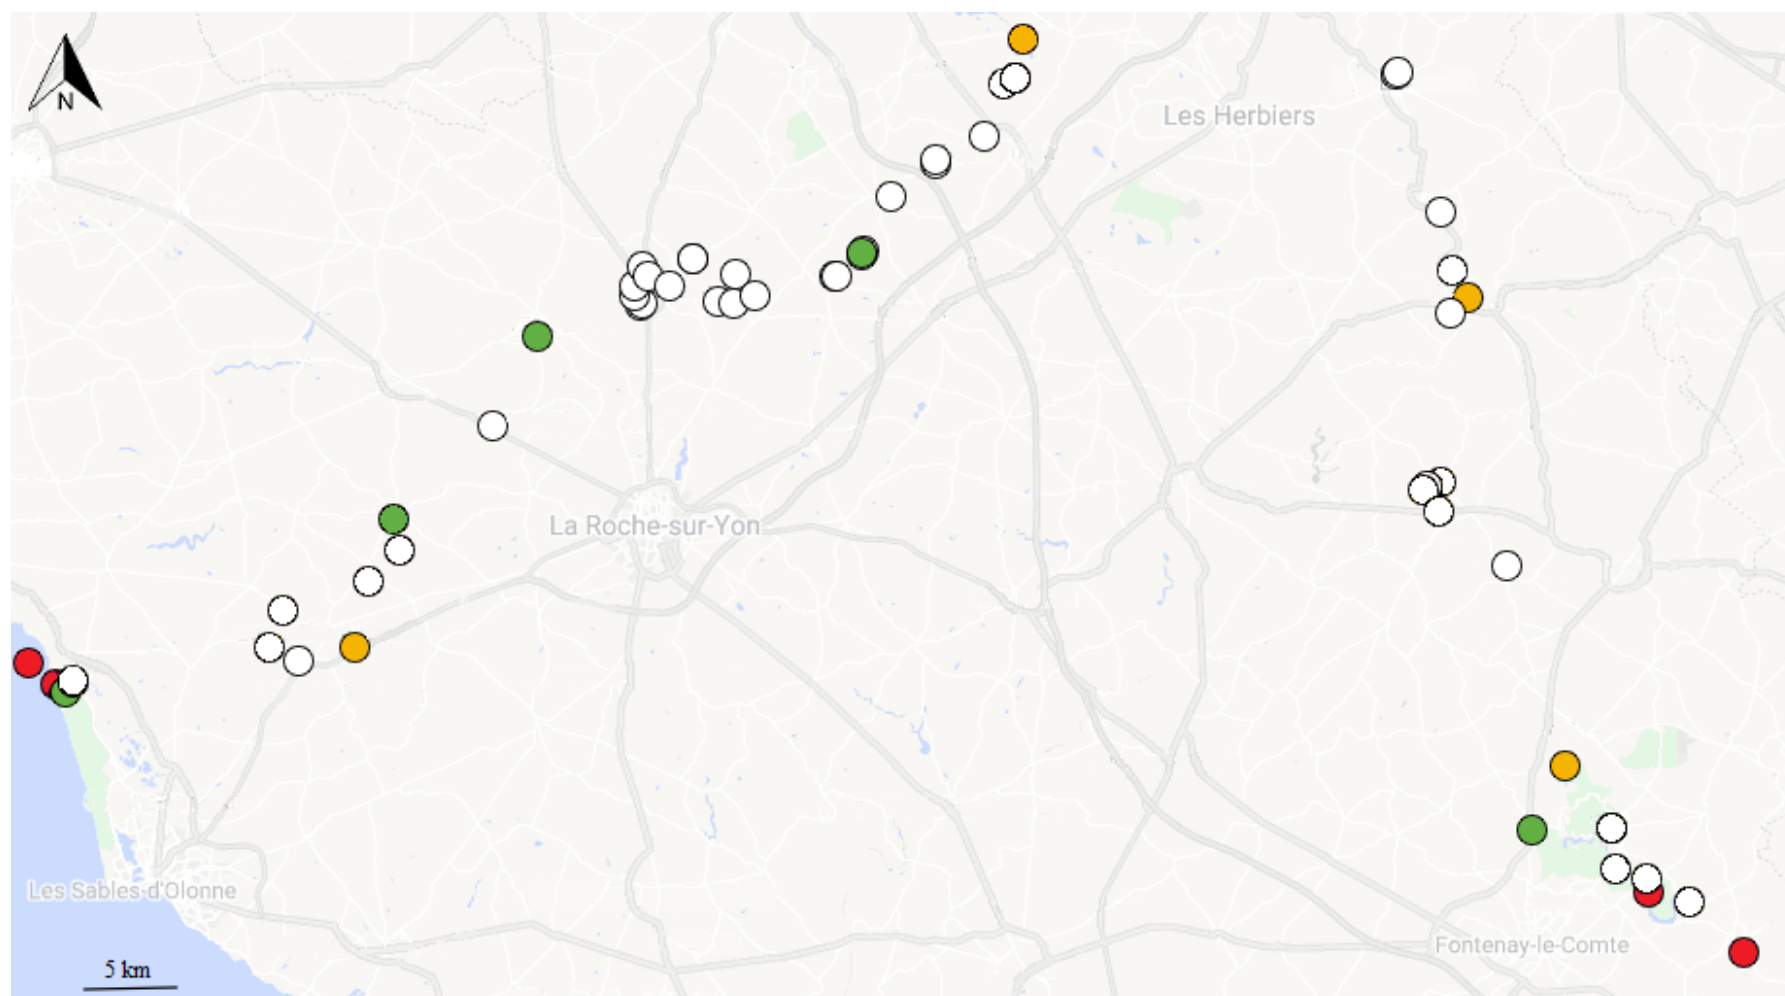 N
Les Herbiers
La Roche-sur-Yon
Les Sables-d'Olonne
Fontenay-le-Comte
5 km